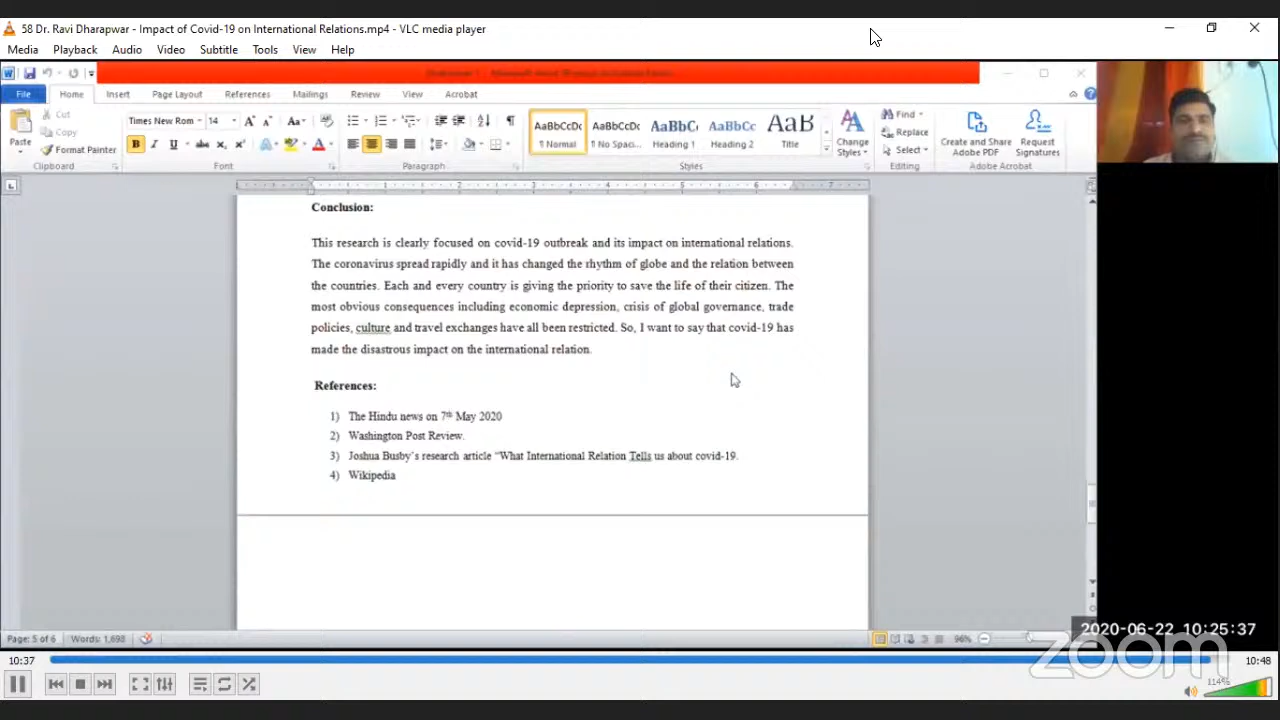 58 Dr. Ravi Dharapwar - Impact of Covid-19 on International Relations.mp4 - VLC media player
Media Playback Audio Video Subtitle Tools View Help
File Home Insert Page Layout References Mailings Review View Acrobat
Cut
Copy
Format Painter
Paste
Clipboard
Times New Rom 14
Font
Paragraph
AaBbCcDc AaBbCcDc AaBbC AaBbCc AaB
¶ Normal ¶ No Spaci... Heading 1 Heading 2 Title
Change Styles
Styles
Find
Replace
Select
Editing
Create and Share Adobe PDF
Request Signatures
Adobe Acrobat
Conclusion:
This research is clearly focused on covid-19 outbreak and its impact on international relations.
The coronavirus spread rapidly and it has changed the rhythm of globe and the relation between
the countries. Each and every country is giving the priority to save the life of their citizen. The
most obvious consequences including economic depression, crisis of global governance, trade
policies, culture and travel exchanges have all been restricted. So, I want to say that covid-19 has
made the disastrous impact on the international relation.
References:
1) The Hindu news on 7th May 2020
2) Washington Post Review.
3) Joshua Busby's research article “What International Relation Tells us about covid-19.
4) Wikipedia
Page: 5 of 6 Words: 1,698 96%
2020-06-22 10:25:37
zoom
10:37 10:48
114%